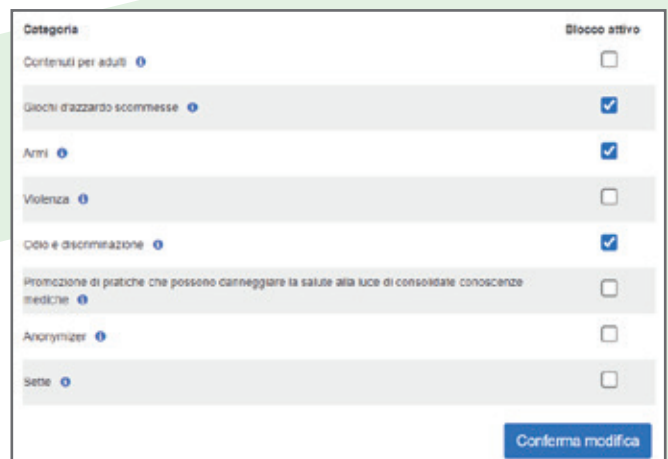 Categoria Blocco attivo
Contenuti per adulti
Giochi d'azzardo scommesse
Armi
Violenza
Odio e discriminazione
Promozione di pratiche che possono danneggiare la salute alla luce di consolidate conoscenze
mediche
Anonymizer
Sette
Conferma modifica